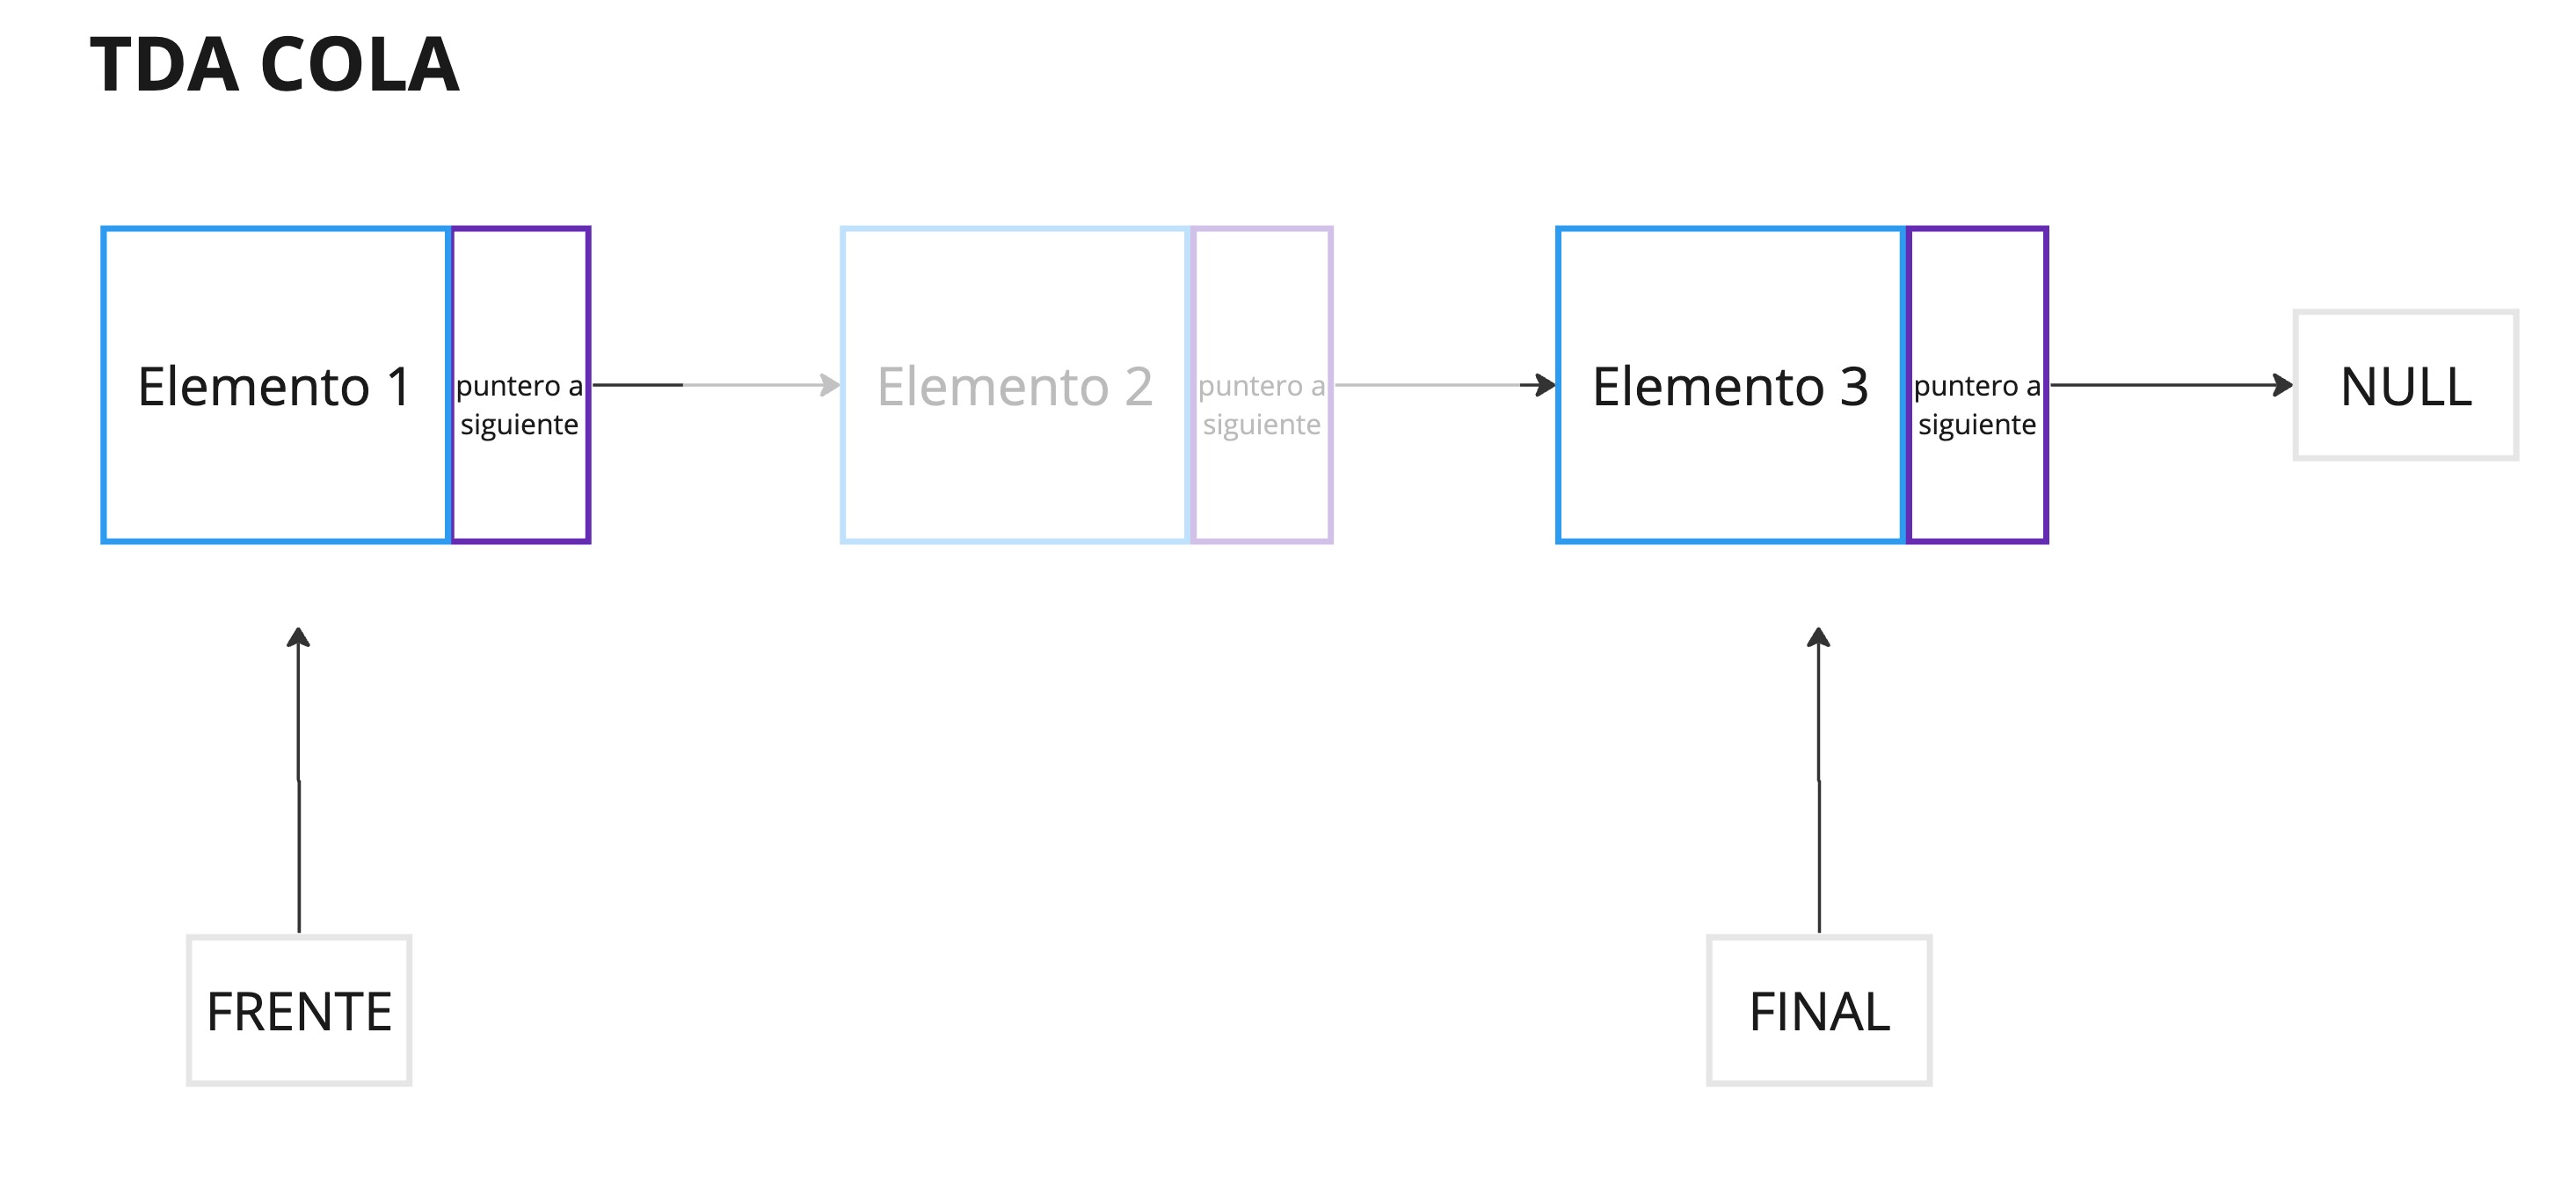 TDA COLA
Elemento 1
puntero a
siguiente
Elemento 2
puntero a
siguiente
Elemento 3
puntero a
siguiente
NULL
FRENTE
FINAL